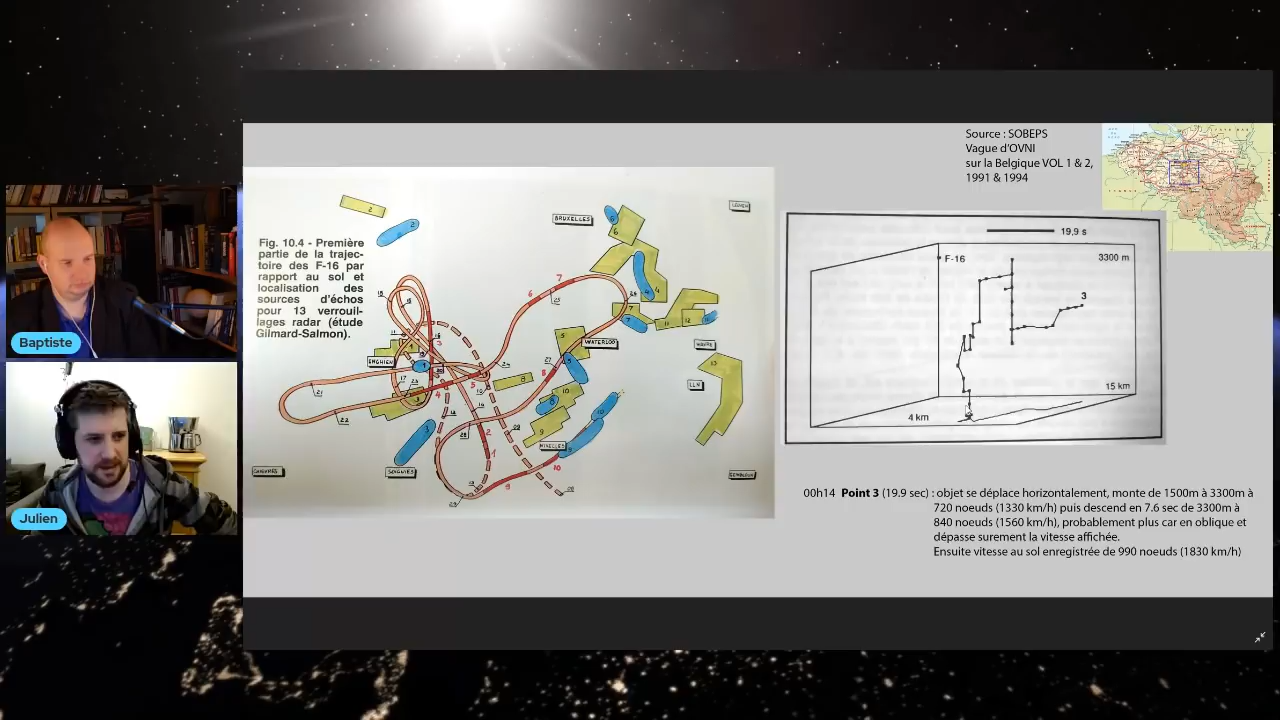 Source : SOBEPS
Vague d'OVNI
sur la Belgique VOL 1 & 2,
1991 & 1994
BRUXELLES
LEUVEN
Fig. 10.4 - Première
partie de la trajec-
toire des F-16 par
rapport au sol et
localisation des
sources d'échos
pour 13 verrouil-
lages radar (étude
Gilmard-Salmon).
ENGHIEN
WATERLOO
WAVRE
LLN
NIVELLES
SOIGNIES
GEMBLOUX
19,9 s
F-16
3300 m
3
15 km
4 km
00h14 Point 3 (19.9 sec) : objet se déplace horizontalement, monte de 1500m à 3300m à
720 noeuds (1330 km/h) puis descend en 7.6 sec de 3300m à
840 noeuds (1560 km/h), probablement plus car en oblique et
dépasse surement la vitesse affichée.
Ensuite vitesse au sol enregistrée de 990 noeuds (1830 km/h)
Baptiste
Julien